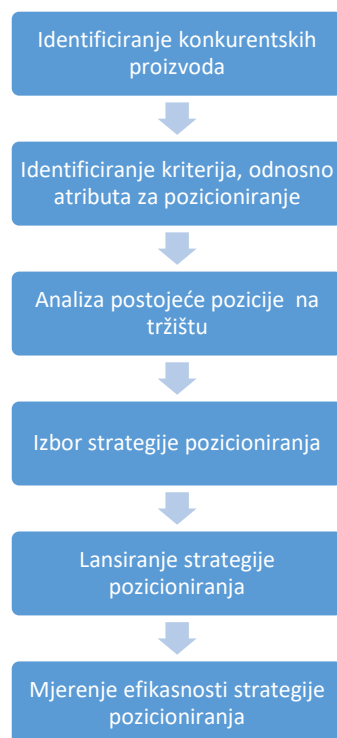 Identificiranje konkurentskih
proizvoda
Identificiranje kriterija, odnosno
atributa za pozicioniranje
Analiza postojeće pozicije na
tržištu
Izbor strategije pozicioniranja
Lansiranje strategije
pozicioniranja
Mjerenje efikasnosti strategije
pozicioniranja